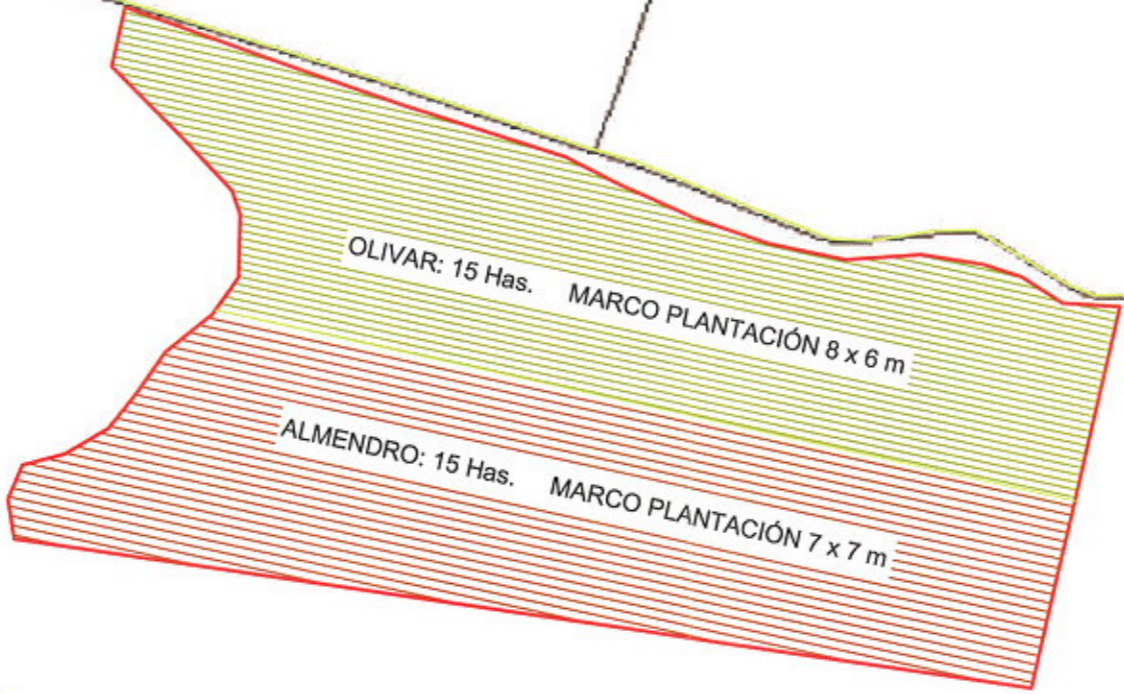 OLIVAR: 15 Has. MARCO PLANTACIÓN 8 x 6 m
ALMENDRO: 15 Has. MARCO PLANTACIÓN 7 x 7 m